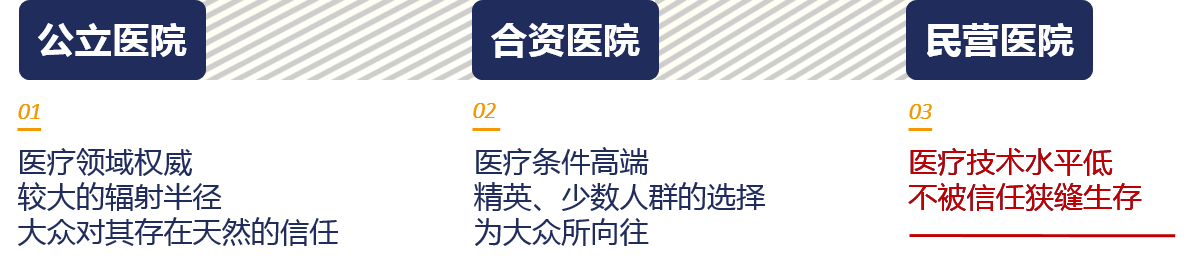 公立医院
01
医疗领域权威
较大的辐射半径
大众对其存在天然的信任
合资医院
02
医疗条件高端
精英、少数人群的选择
为大众所向往
民营医院
03
医疗技术水平低
不被信任狭缝生存